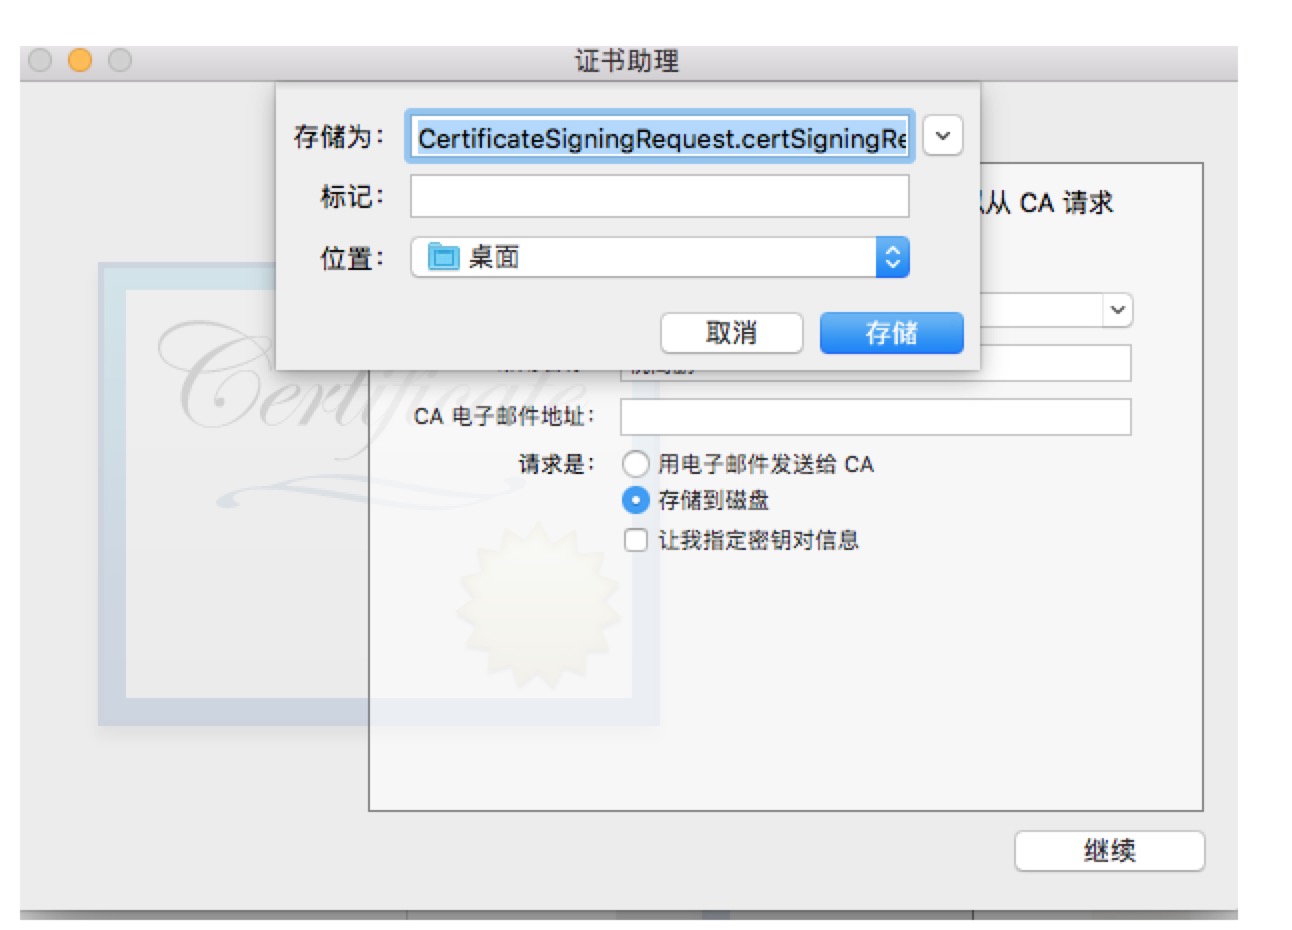 证书助理
存储为: CertificateSigningRequest.certSigningRe
标记:
位置: 桌面
取消 存储
从 CA 请求
Certificate
CA 电子邮件地址:
请求是: 用电子邮件发送给 CA
存储到磁盘
让我指定密钥对信息
继续